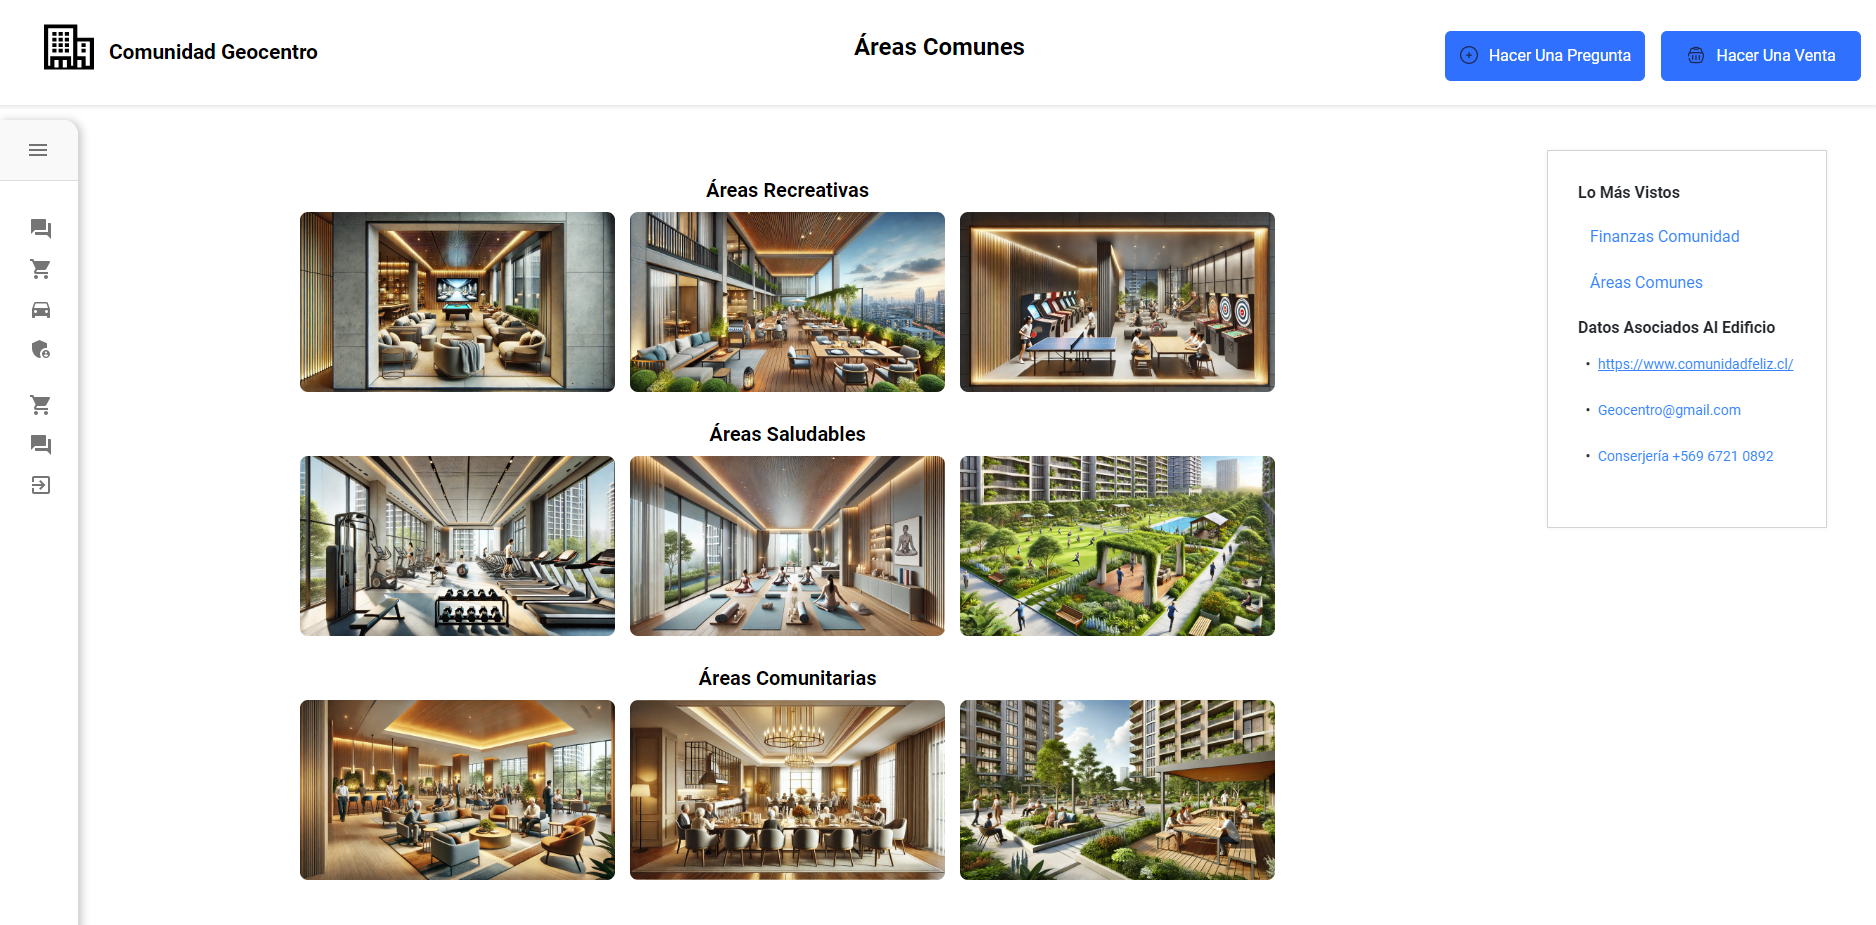 Comunidad Geocentro
Áreas Comunes
Hacer Una Pregunta
Hacer Una Venta
Áreas Recreativas
Áreas Saludables
Áreas Comunitarias
Lo Más Vistos
Finanzas Comunidad
Áreas Comunes
Datos Asociados Al Edificio
• https://www.comunidadfeliz.cl/
• Geocentro@gmail.com
• Conserjería +569 6721 0892